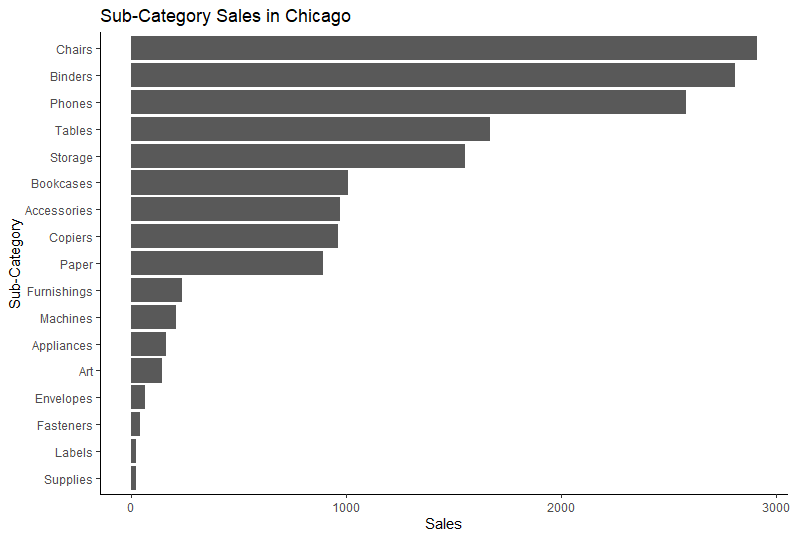 Sub-Category Sales in Chicago
Sub-Category
Chairs
Binders
Phones
Tables
Storage
Bookcases
Accessories
Copiers
Paper
Furnishings
Machines
Appliances
Art
Envelopes
Fasteners
Labels
Supplies
0 1000 2000 3000
Sales